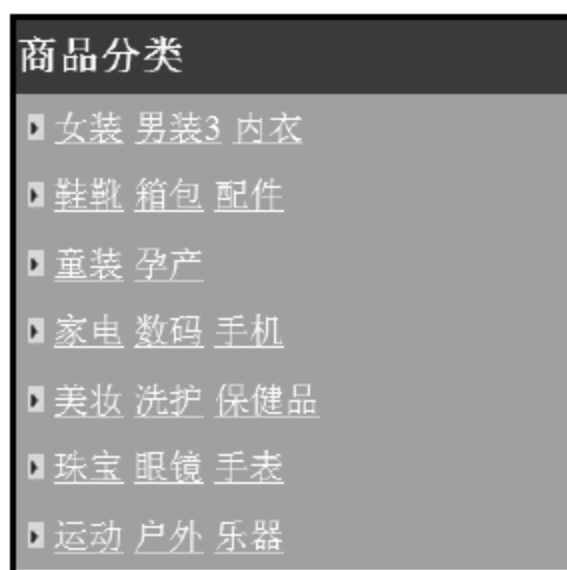 商品分类
女装 男装3 内衣
鞋靴 箱包 配件
童装 孕产
家电 数码 手机
美妆 洗护 保健品
珠宝 眼镜 手表
运动 户外 乐器